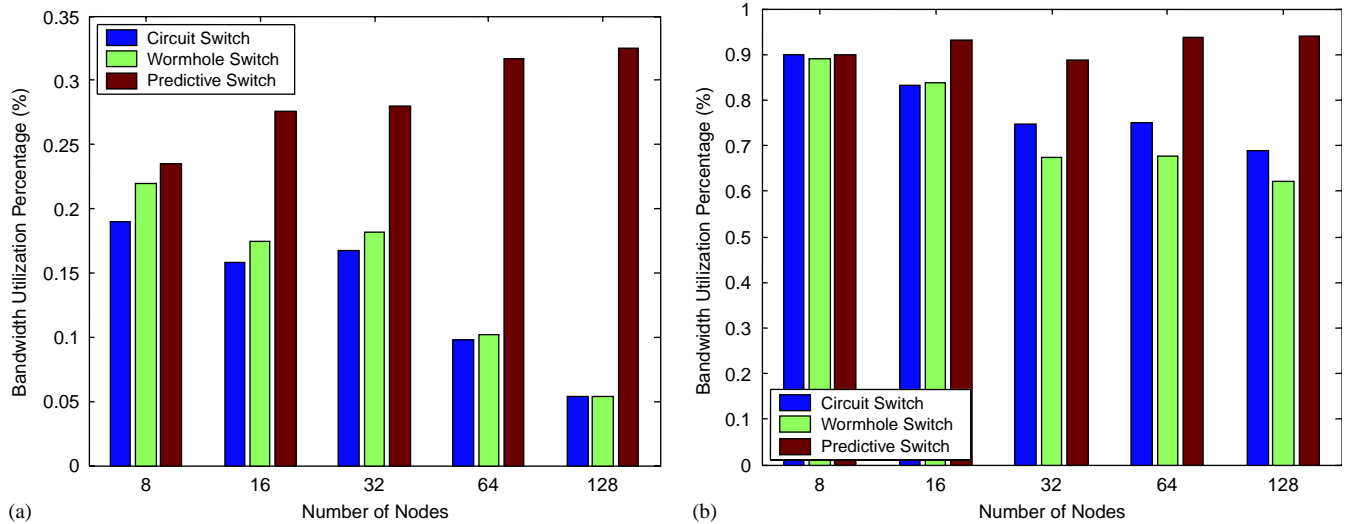 0.35
0.3
0.25
0.2
0.15
0.1
0.05
0
Bandwidth Utilization Percentage (%)
Circuit Switch
Wormhole Switch
Predictive Switch
8 16 32 64 128
Number of Nodes
(a)
1
0.9
0.8
0.7
0.6
0.5
0.4
0.3
0.2
0.1
0
Bandwidth Utilization Percentage (%)
Circuit Switch
Wormhole Switch
Predictive Switch
8 16 32 64 128
Number of Nodes
(b)